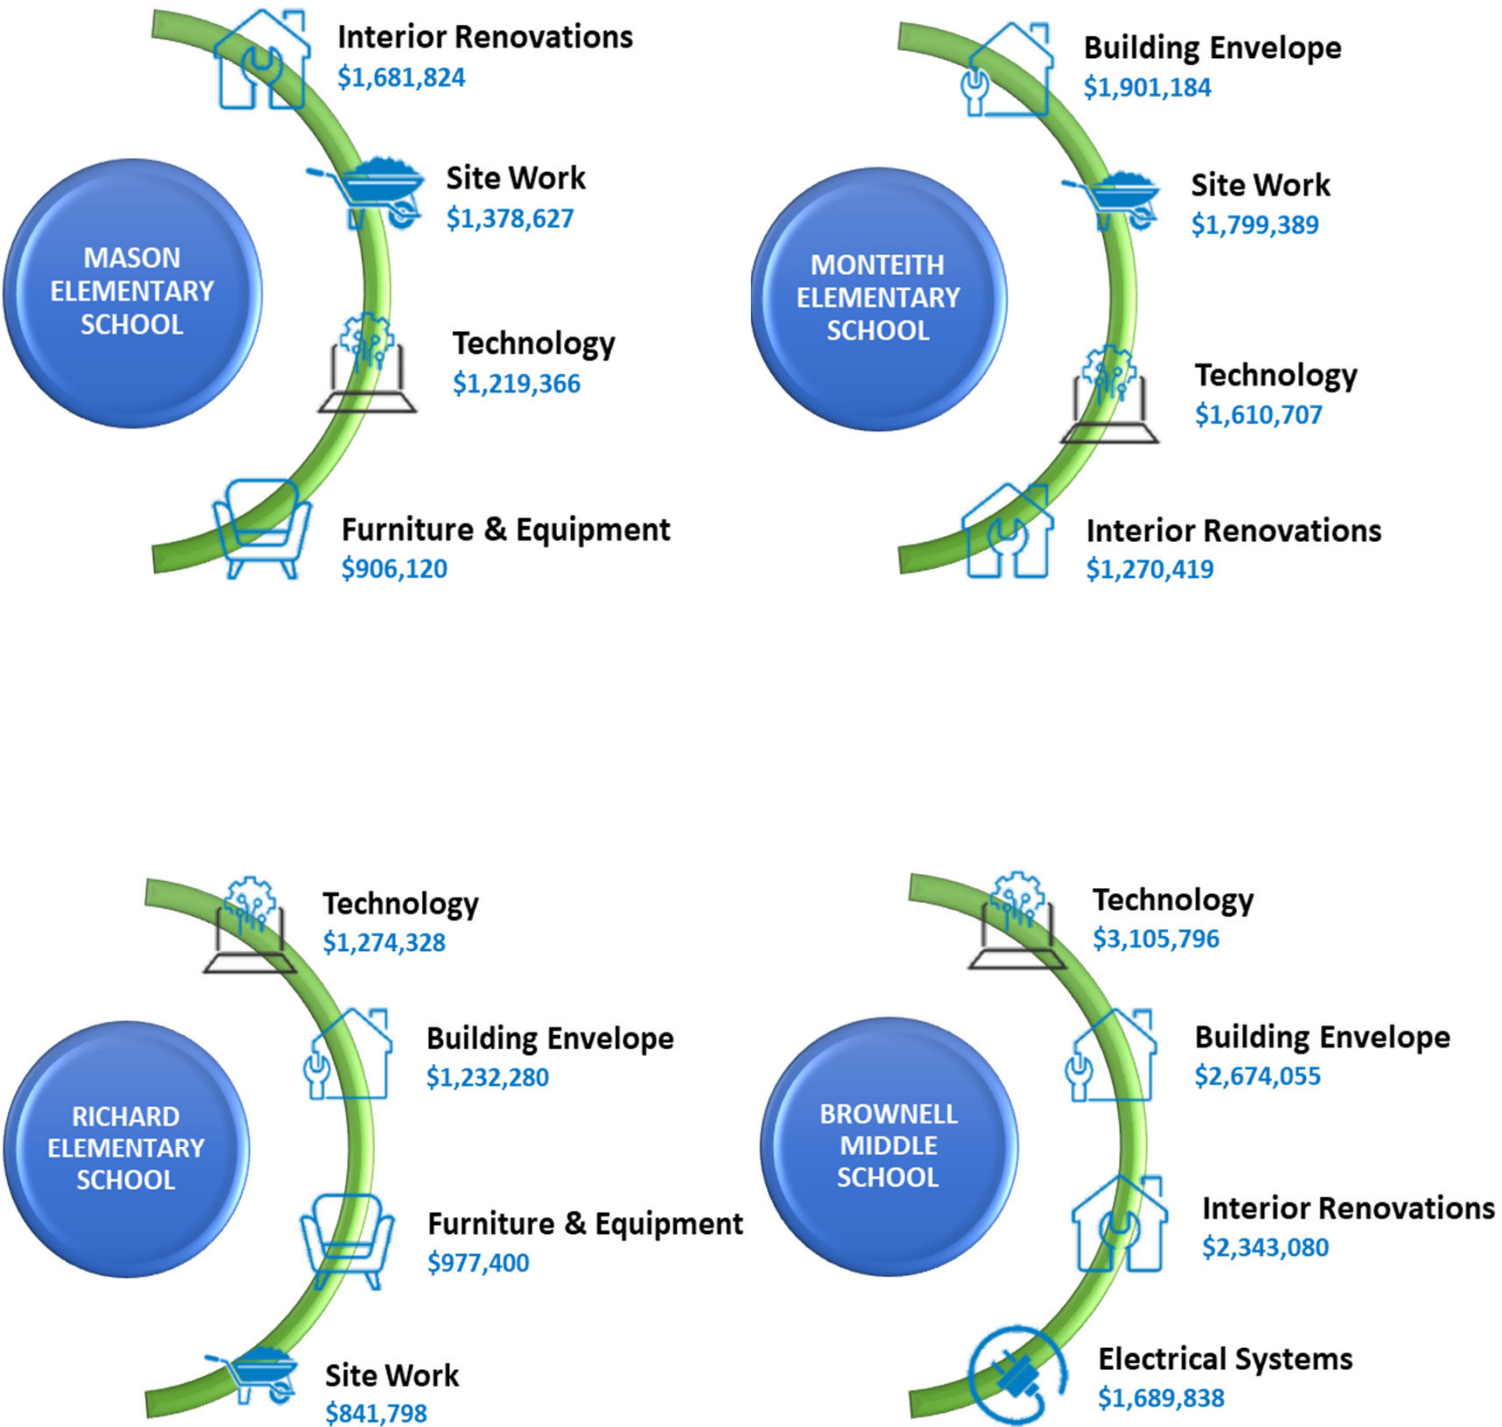 MASON
ELEMENTARY
SCHOOL
Interior Renovations
$1,681,824
Site Work
$1,378,627
Technology
$1,219,366
Furniture & Equipment
$906,120
MONTEITH
ELEMENTARY
SCHOOL
Building Envelope
$1,901,184
Site Work
$1,799,389
Technology
$1,610,707
Interior Renovations
$1,270,419
RICHARD
ELEMENTARY
SCHOOL
Technology
$1,274,328
Building Envelope
$1,232,280
Furniture & Equipment
$977,400
Site Work
$841,798
BROWNELL
MIDDLE
SCHOOL
Technology
$3,105,796
Building Envelope
$2,674,055
Interior Renovations
$2,343,080
Electrical Systems
$1,689,838